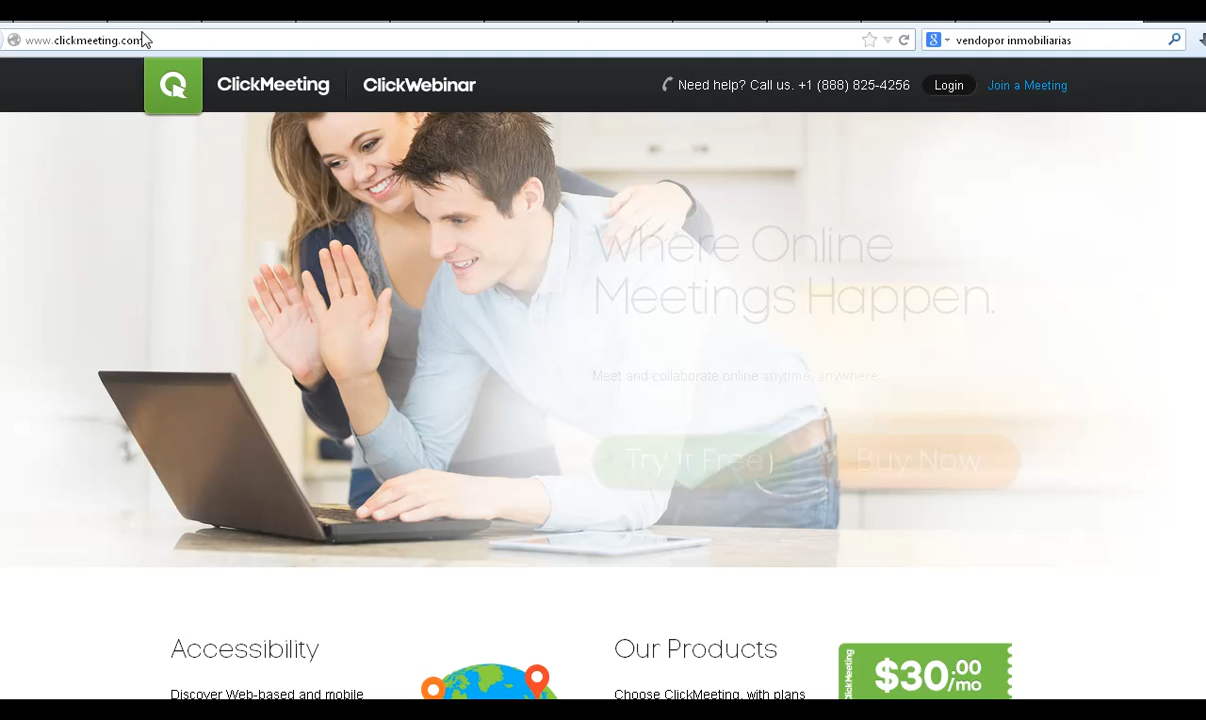 www.clickmeeting.com
vendopor inmobiliarias
ClickMeeting
ClickWebinar
Need help? Call us. +1 (888) 825-4256
Login
Join a Meeting
Where Online
Meetings Happen.
Meet and collaborate online anytime, anywhere.
Try It Free
Buy Now
Accessibility
Discover Web-based and mobile
Our Products
Choose ClickMeeting, with plans
ClickMeeting
$30.00/mo